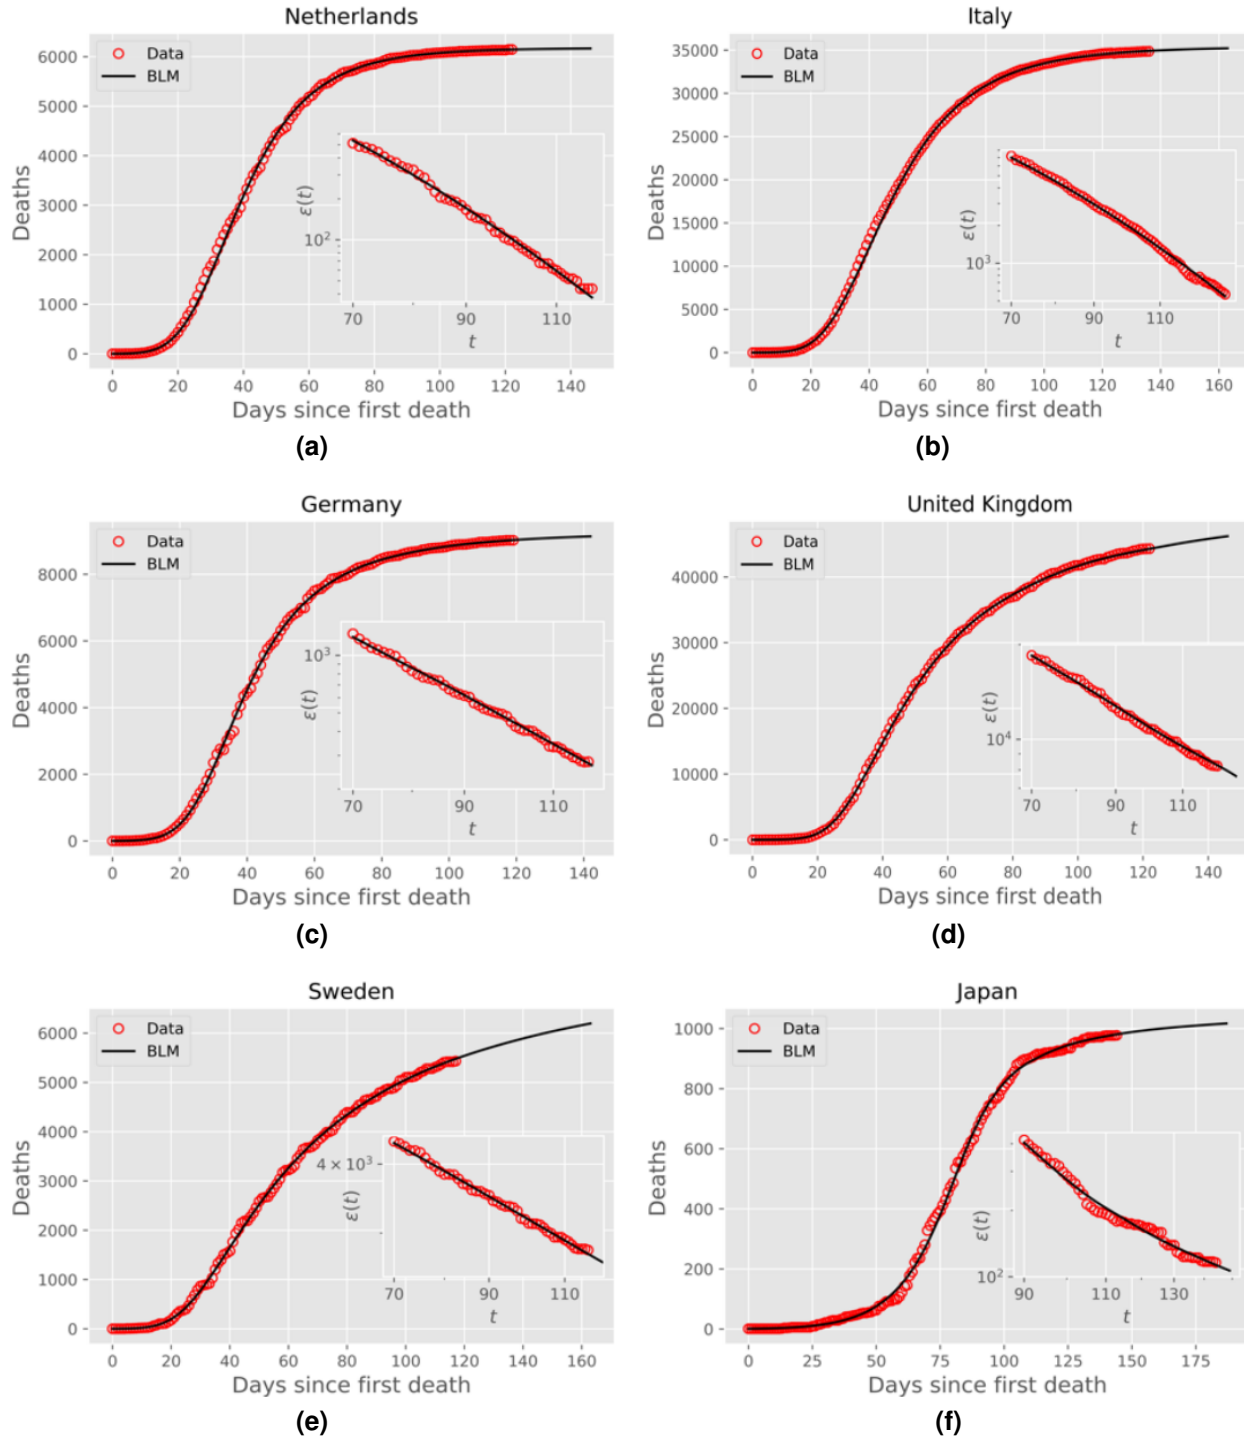 Netherlands
Data
BLM
Deaths
6000
5000
4000
3000
2000
1000
0
ε(t)
10²
70
90
110
t
0
20
40
60
80
100
120
140
Days since first death
(a)
Italy
Data
BLM
Deaths
35000
30000
25000
20000
15000
10000
5000
0
ε(t)
10³
70
90
110
t
0
20
40
60
80
100
120
140
160
Days since first death
(b)
Germany
Data
BLM
Deaths
8000
6000
4000
2000
0
ε(t)
10³
70
90
110
t
0
20
40
60
80
100
120
140
Days since first death
(c)
United Kingdom
Data
BLM
Deaths
40000
30000
20000
10000
0
ε(t)
10⁴
70
90
110
t
0
20
40
60
80
100
120
140
Days since first death
(d)
Sweden
Data
BLM
Deaths
6000
5000
4000
3000
2000
1000
0
ε(t)
4 × 10³
70
90
110
t
0
20
40
60
80
100
120
140
160
Days since first death
(e)
Japan
Data
BLM
Deaths
1000
800
600
400
200
0
ε(t)
10²
90
110
130
t
0
25
50
75
100
125
150
175
Days since first death
(f)